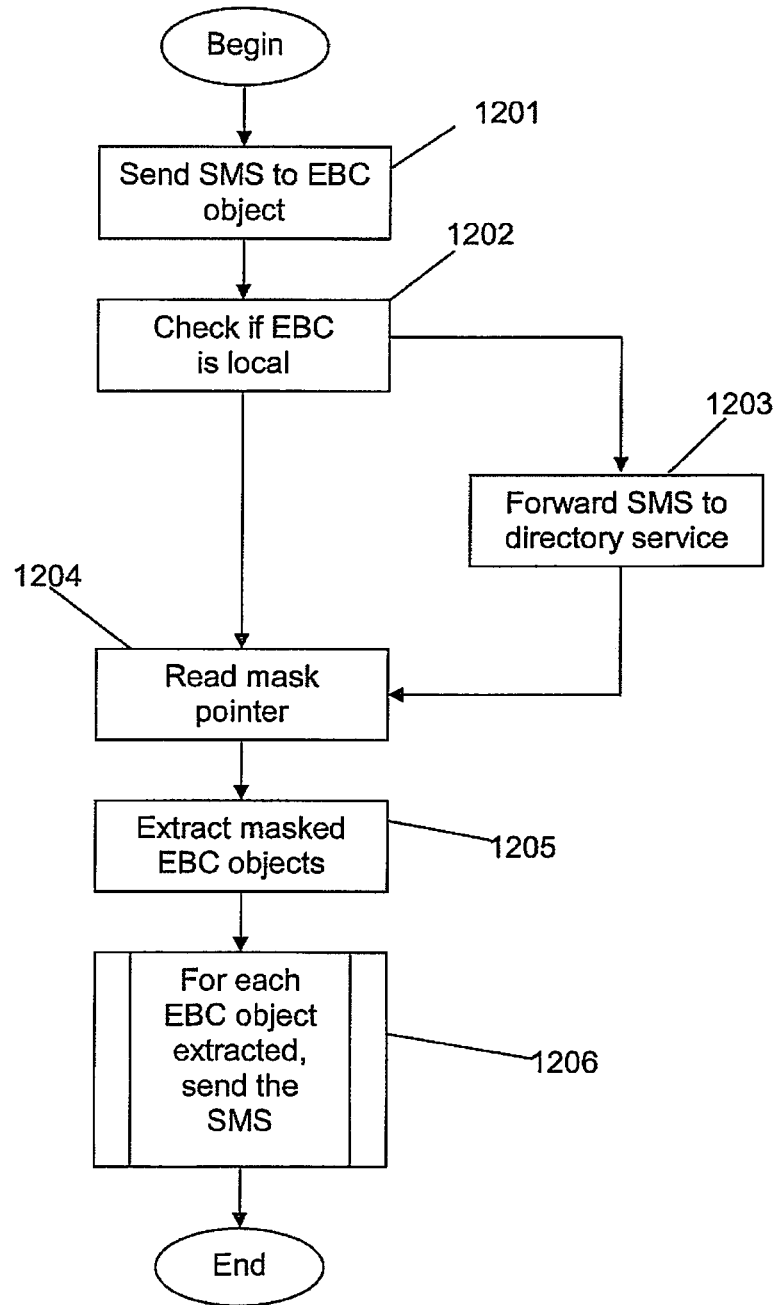 Begin
1201
Send SMS to EBC
object
1202
Check if EBC
is local
1203
Forward SMS to
directory service
1204
Read mask
pointer
Extract masked
EBC objects
1205
For each
EBC object
extracted,
send the
SMS
1206
End